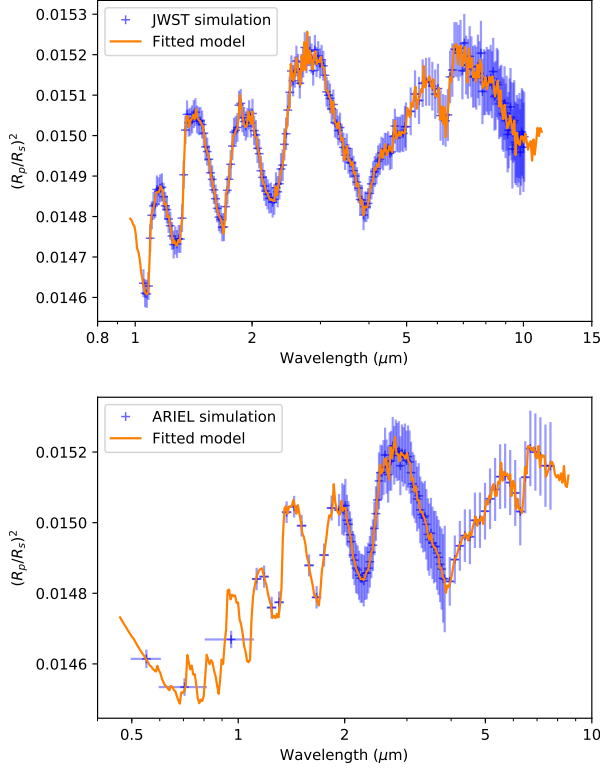 0.0153
0.0152
0.0151
0.0150
0.0149
0.0148
0.0147
0.0146
(Rp/Rs)²
JWST simulation
Fitted model
0.8 1 2 5 10 15
Wavelength (μm)
0.0152
0.0150
0.0148
0.0146
(Rp/Rs)²
ARIEL simulation
Fitted model
0.5 1 2 5 10
Wavelength (μm)